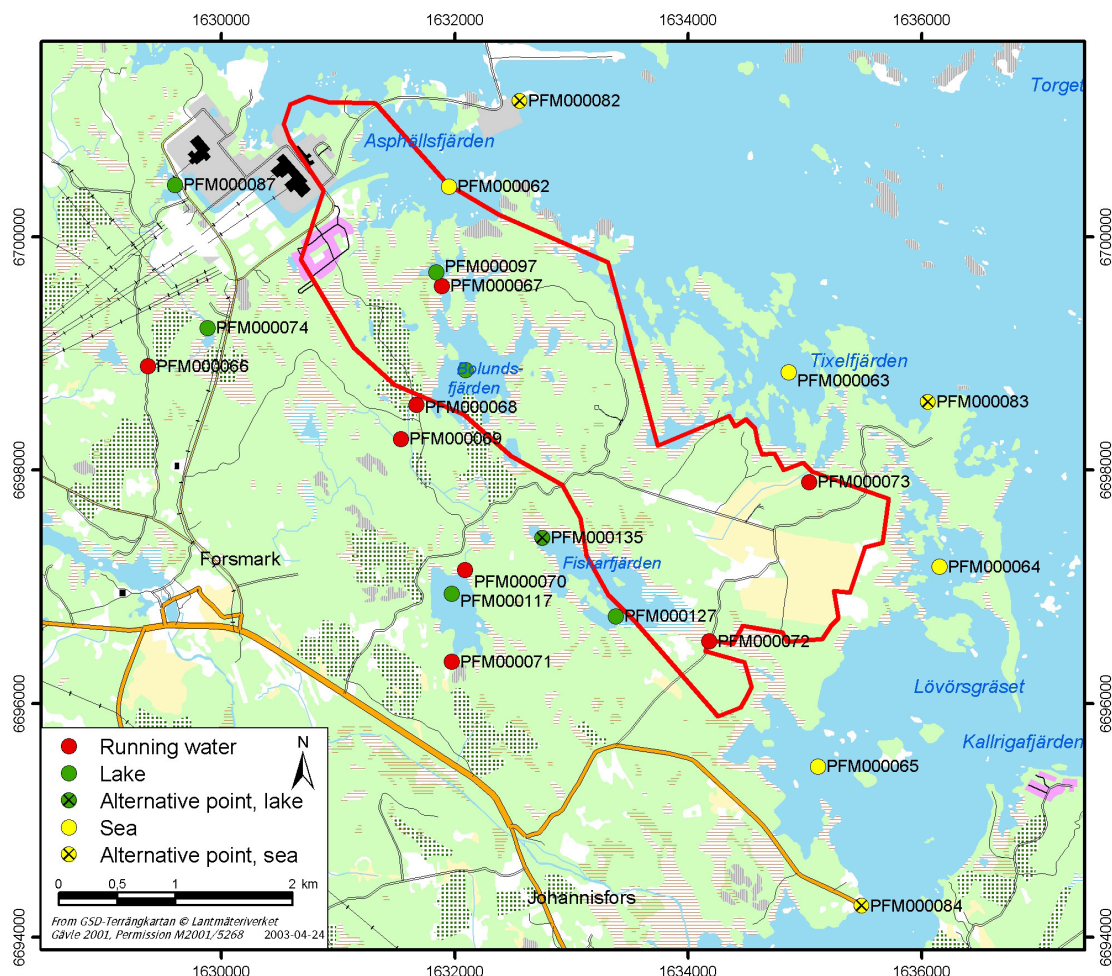 1630000 1632000 1634000 1636000
Torget
PFM000082
Asphällsfjärden
PFM000087
PFM000062
6700000
6700000
PFM000097
PFM000067
PFM000074
PFM000066
Bolunds-
fjärden
Tixelfjärden
PFM000063
PFM000083
PFM000068
PFM000069
6698000
6698000
PFM000073
PFM000135
Forsmark
Fiskarfjärden
PFM000064
PFM000070
PFM000117
PFM000127
PFM000072
PFM000071
Lövörsgräset
6696000
6696000
Kallrigafjärden
PFM000065
Running water
N
Lake
Alternative point, lake
Sea
Alternative point, sea
0 0,5 1 2 km
Johannisfors
PFM000084
From GSD-Terrängkartan © Lantmäteriverket
Gävle 2001, Permission M2001/5268 2003-04-24
6694000
6694000
1630000 1632000 1634000 1636000